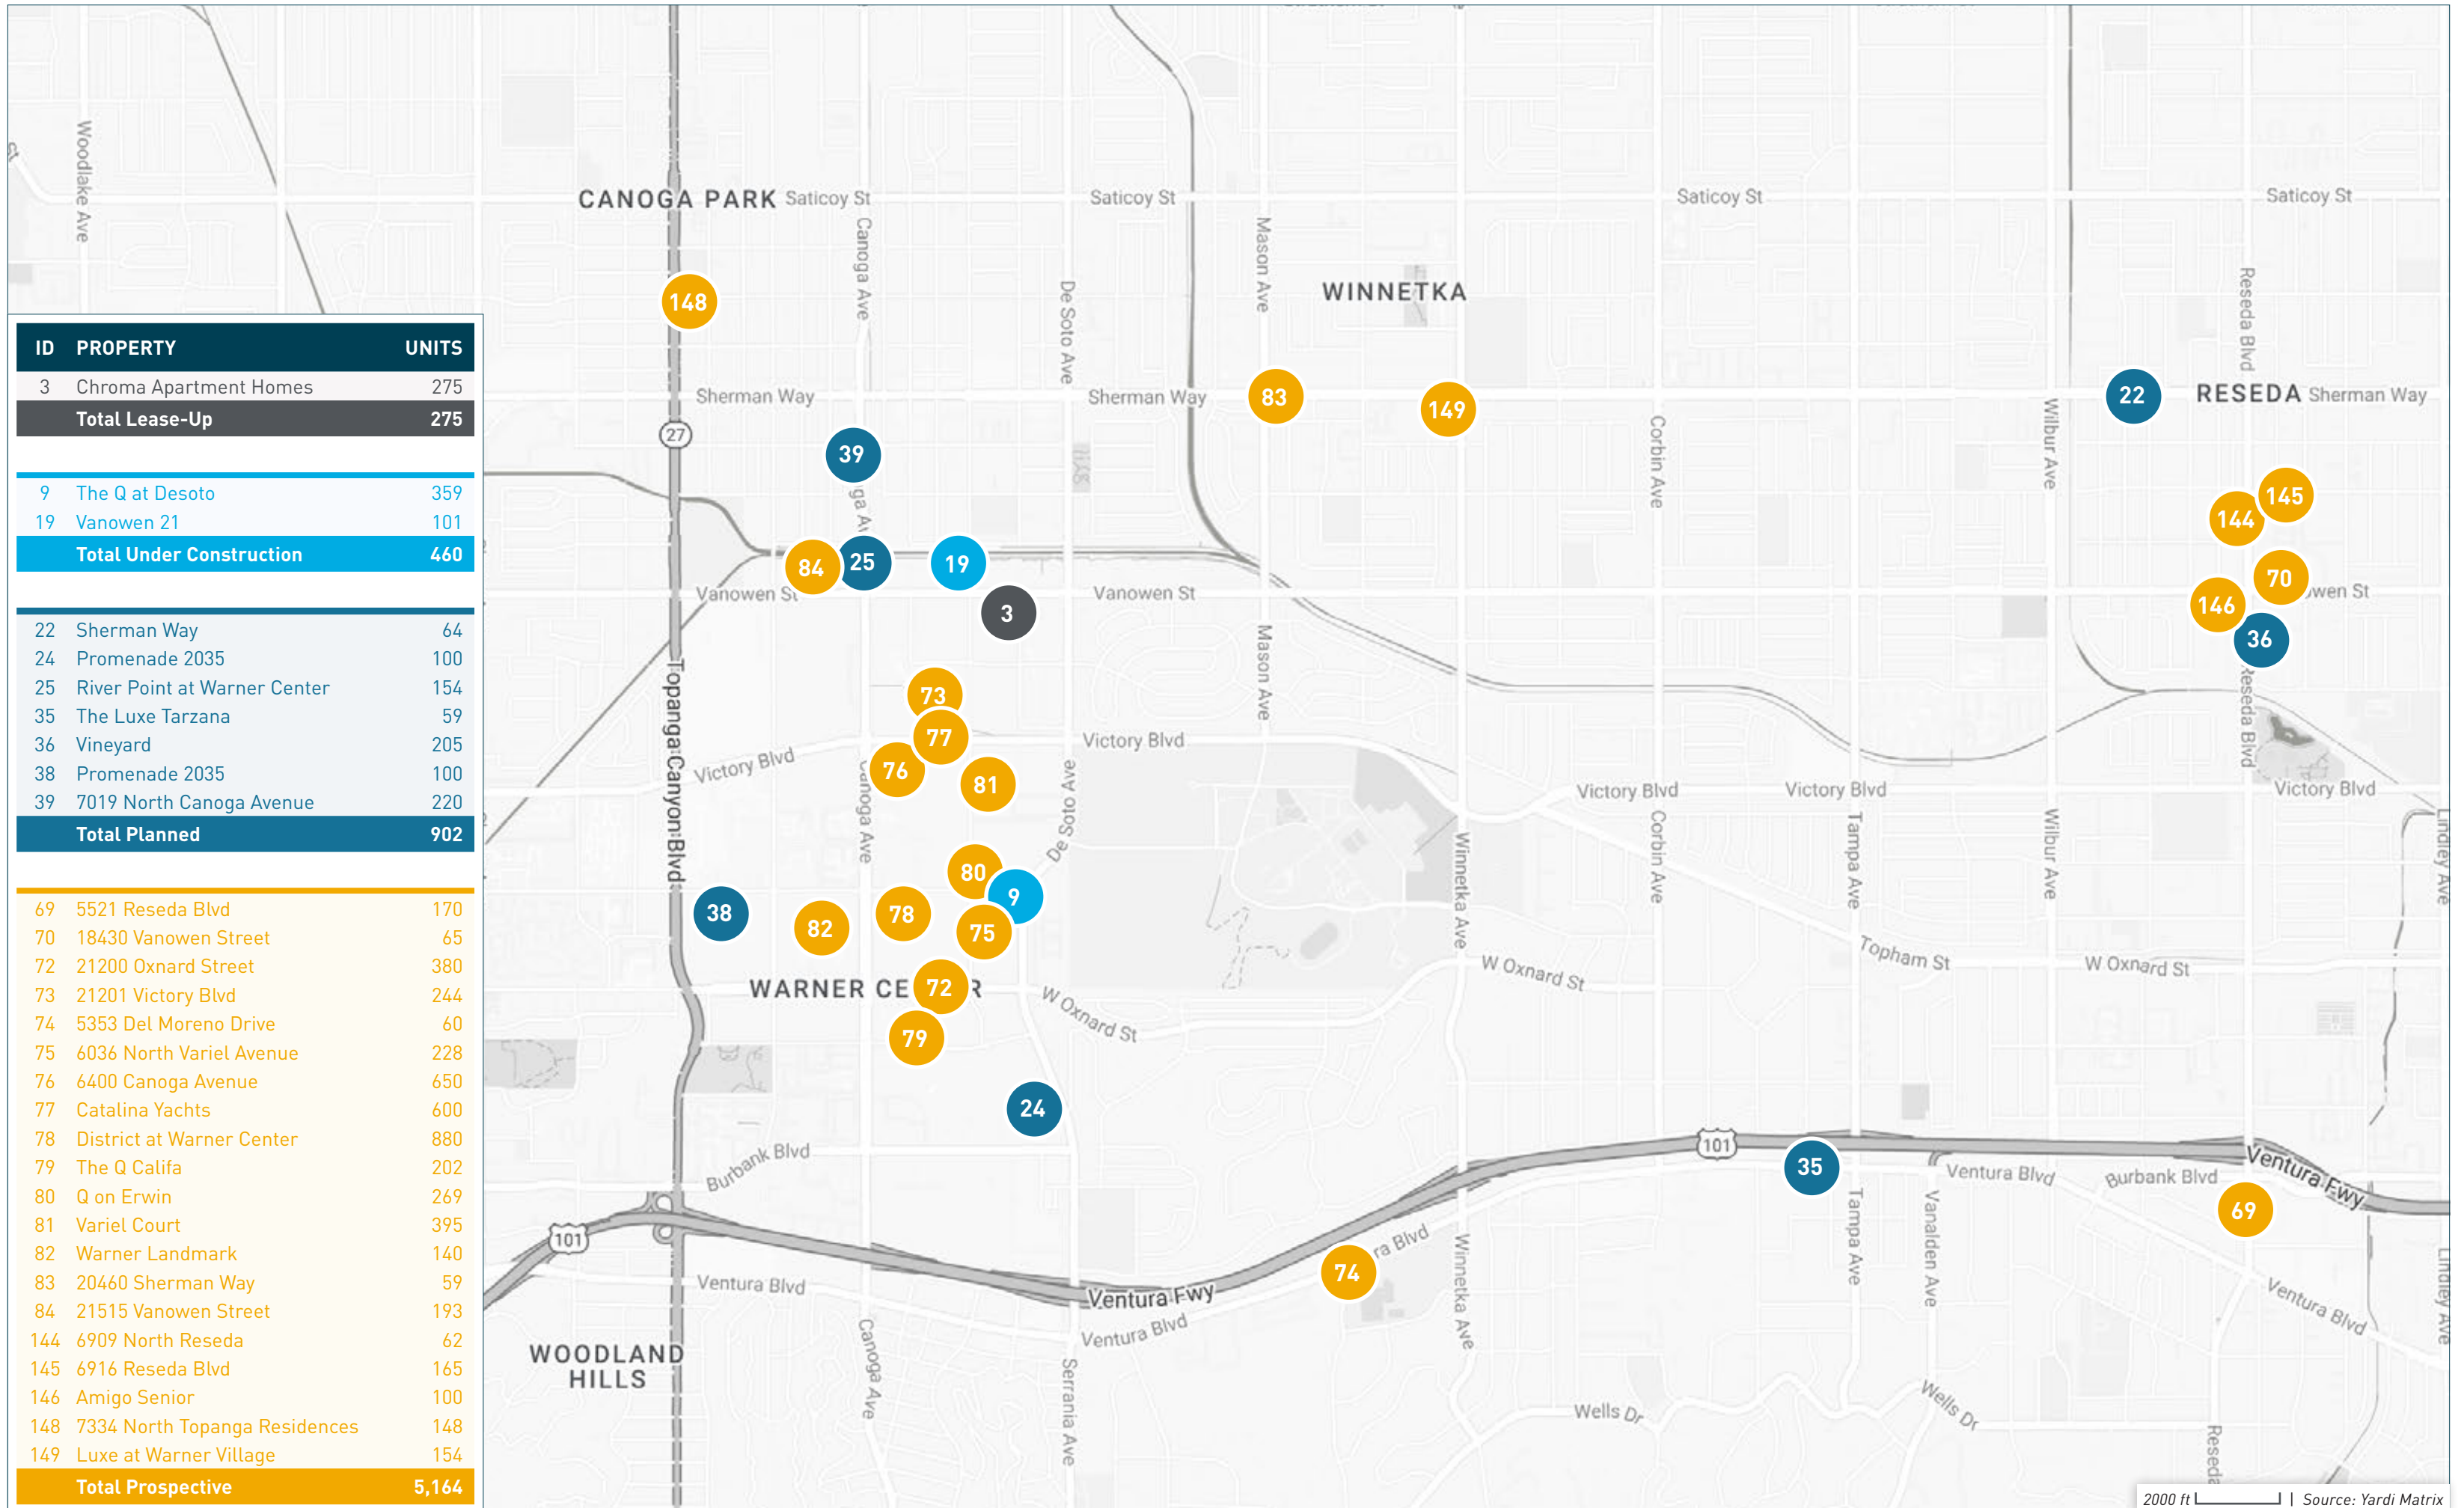 Woodlake Ave
CANOGA PARK
Saticoy St
Saticoy St
Saticoy St
Saticoy St
Canoga Ave
Mason Ave
De Soto Ave
WINNETKA
Reseda Blvd
148
Sherman Way
Sherman Way
83
149
22
RESEDA
Sherman Way
27
39
Corbin Ave
Wilbur Ave
145
144
84
25
19
70
Vanowen St
Vanowen St
3
146
36
Mason Ave
73
77
76
81
Topanga Canyon Blvd
Victory Blvd
Victory Blvd
Victory Blvd
Victory Blvd
Victory Blvd
Reseda Blvd
Canoga Ave
De Soto Ave
Winnetka Ave
Corbin Ave
Tampa Ave
Wilbur Ave
Lindley Ave
80
9
38
82
78
75
Topham St
W Oxnard St
W Oxnard St
W Oxnard St
WARNER CE
R
72
79
24
Burbank Blvd
101
35
Ventura Blvd
Burbank Blvd
Ventura Fwy
69
101
Ventura Blvd
Ventura Fwy
Ventura Blvd
74
ra Blvd
Winnetka Ave
Tampa Ave
Vanalden Ave
Ventura Blvd
Lindley Ave
WOODLAND
HILLS
Canoga Ave
Serrania Ave
Wells Dr
Wells Dr
Reseda
ID PROPERTY UNITS
3 Chroma Apartment Homes 275
Total Lease-Up 275
9 The Q at Desoto 359
19 Vanowen 21 101
Total Under Construction 460
22 Sherman Way 64
24 Promenade 2035 100
25 River Point at Warner Center 154
35 The Luxe Tarzana 59
36 Vineyard 205
38 Promenade 2035 100
39 7019 North Canoga Avenue 220
Total Planned 902
69 5521 Reseda Blvd 170
70 18430 Vanowen Street 65
72 21200 Oxnard Street 380
73 21201 Victory Blvd 244
74 5353 Del Moreno Drive 60
75 6036 North Variel Avenue 228
76 6400 Canoga Avenue 650
77 Catalina Yachts 600
78 District at Warner Center 880
79 The Q Califa 202
80 Q on Erwin 269
81 Variel Court 395
82 Warner Landmark 140
83 20460 Sherman Way 59
84 21515 Vanowen Street 193
144 6909 North Reseda 62
145 6916 Reseda Blvd 165
146 Amigo Senior 100
148 7334 North Topanga Residences 148
149 Luxe at Warner Village 154
Total Prospective 5,164
2000 ft | Source: Yardi Matrix